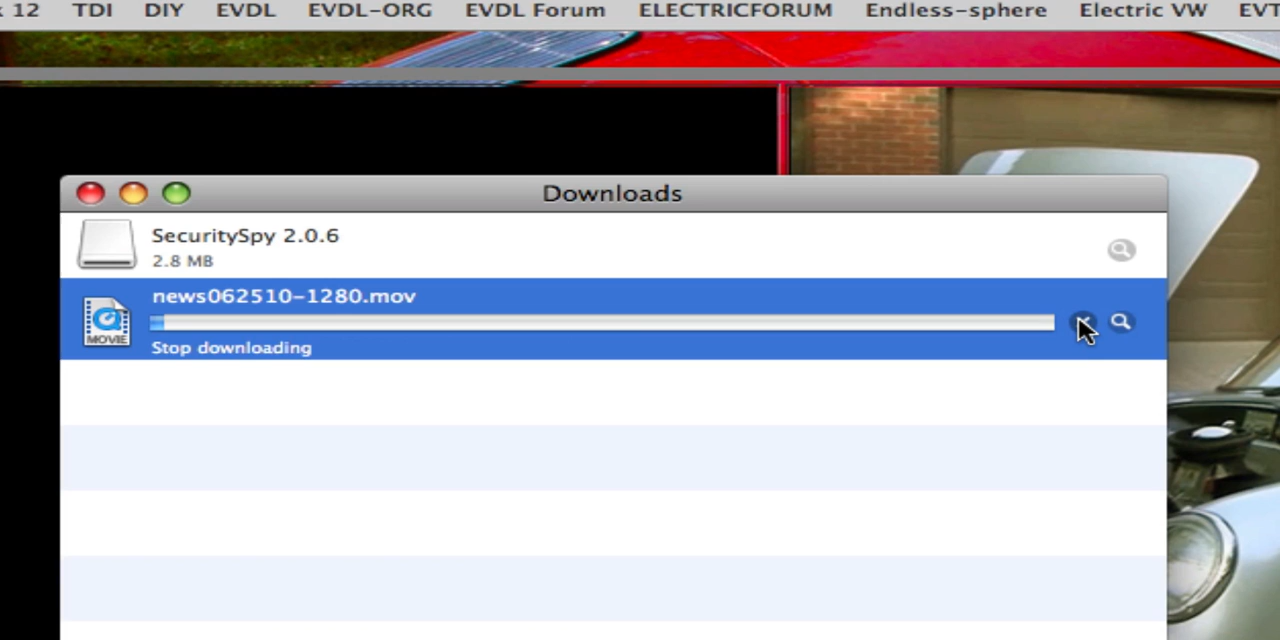 12 TDI DIY EVDL EVDL-ORG EVDL Forum ELECTRICFORUM Endless-sphere Electric VW EVT
Downloads
SecuritySpy 2.0.6
2.8 MB
news062510-1280.mov
MOVIE
Stop downloading